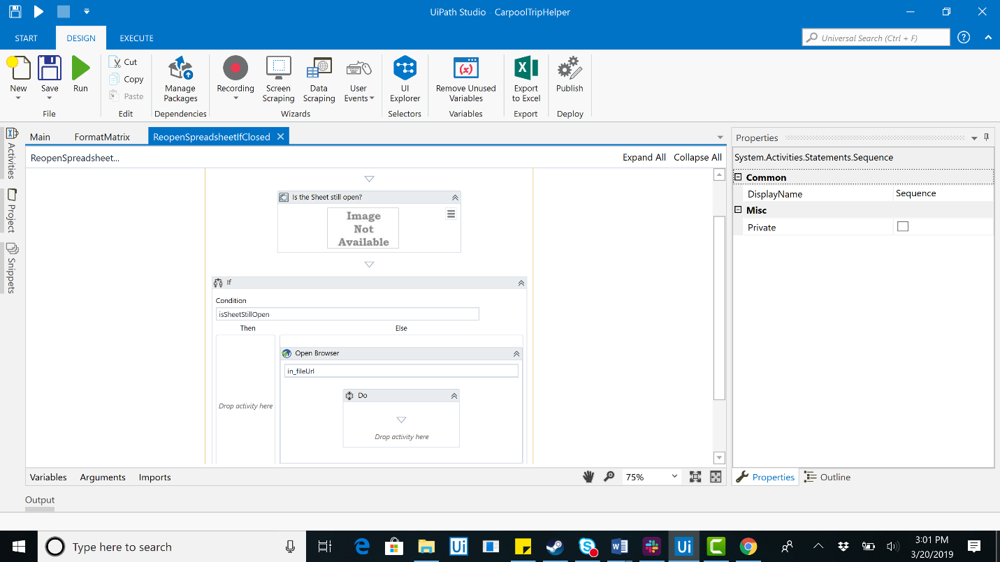 UiPath Studio - CarpoolTripHelper
START
DESIGN
EXECUTE
Universal Search (Ctrl + F)
?
New
Save
Run
File
Cut
Copy
Paste
Edit
Manage
Packages
Dependencies
Recording
Screen
Scraping
Data
Scraping
User
Events
Wizards
UI
Explorer
Selectors
Remove Unused
Variables
Variables
Export
to Excel
Export
Publish
Deploy
Activities
Project
Snippets
Main
FormatMatrix
ReopenSpreadsheetIfClosed
ReopenSpreadsheet...
Expand All
Collapse All
Is the Sheet still open?
Image
Not
Available
If
Condition
isSheetStillOpen
Then
Else
Drop activity here
Open Browser
in_fileUrl
Do
Drop activity here
Variables
Arguments
Imports
75%
Output
Properties
System.Activities.Statements.Sequence
Common
DisplayName
Sequence
Misc
Private
Properties
Outline
Type here to search
3:01 PM
3/20/2019